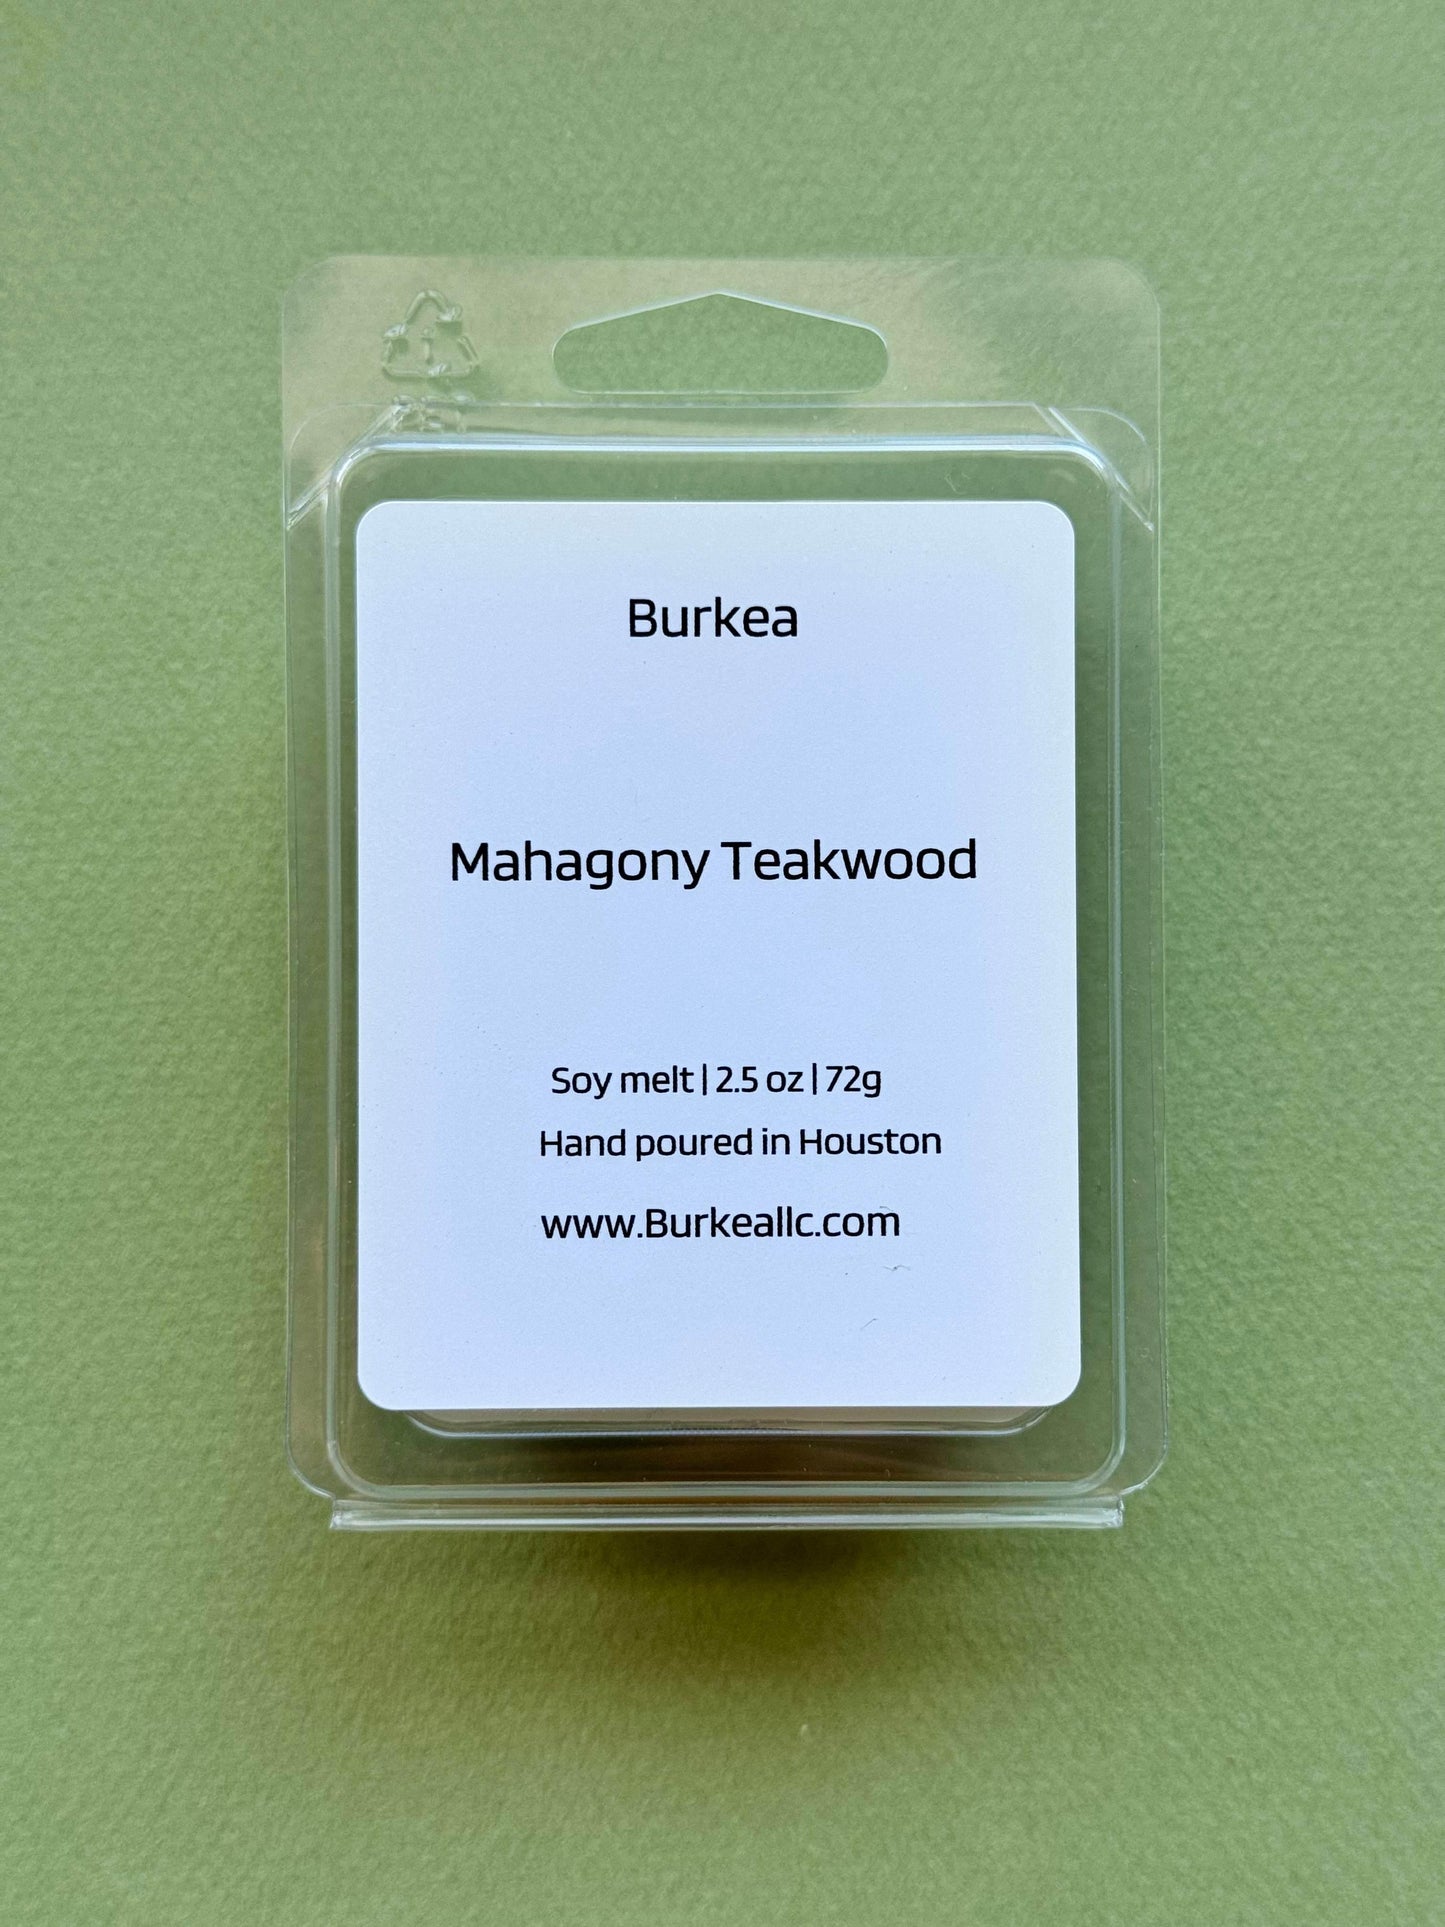 Burkea
Mahagony Teakwood
Soy melt | 2.5 oz | 72g
Hand poured in Houston
www.Burkeallc.com